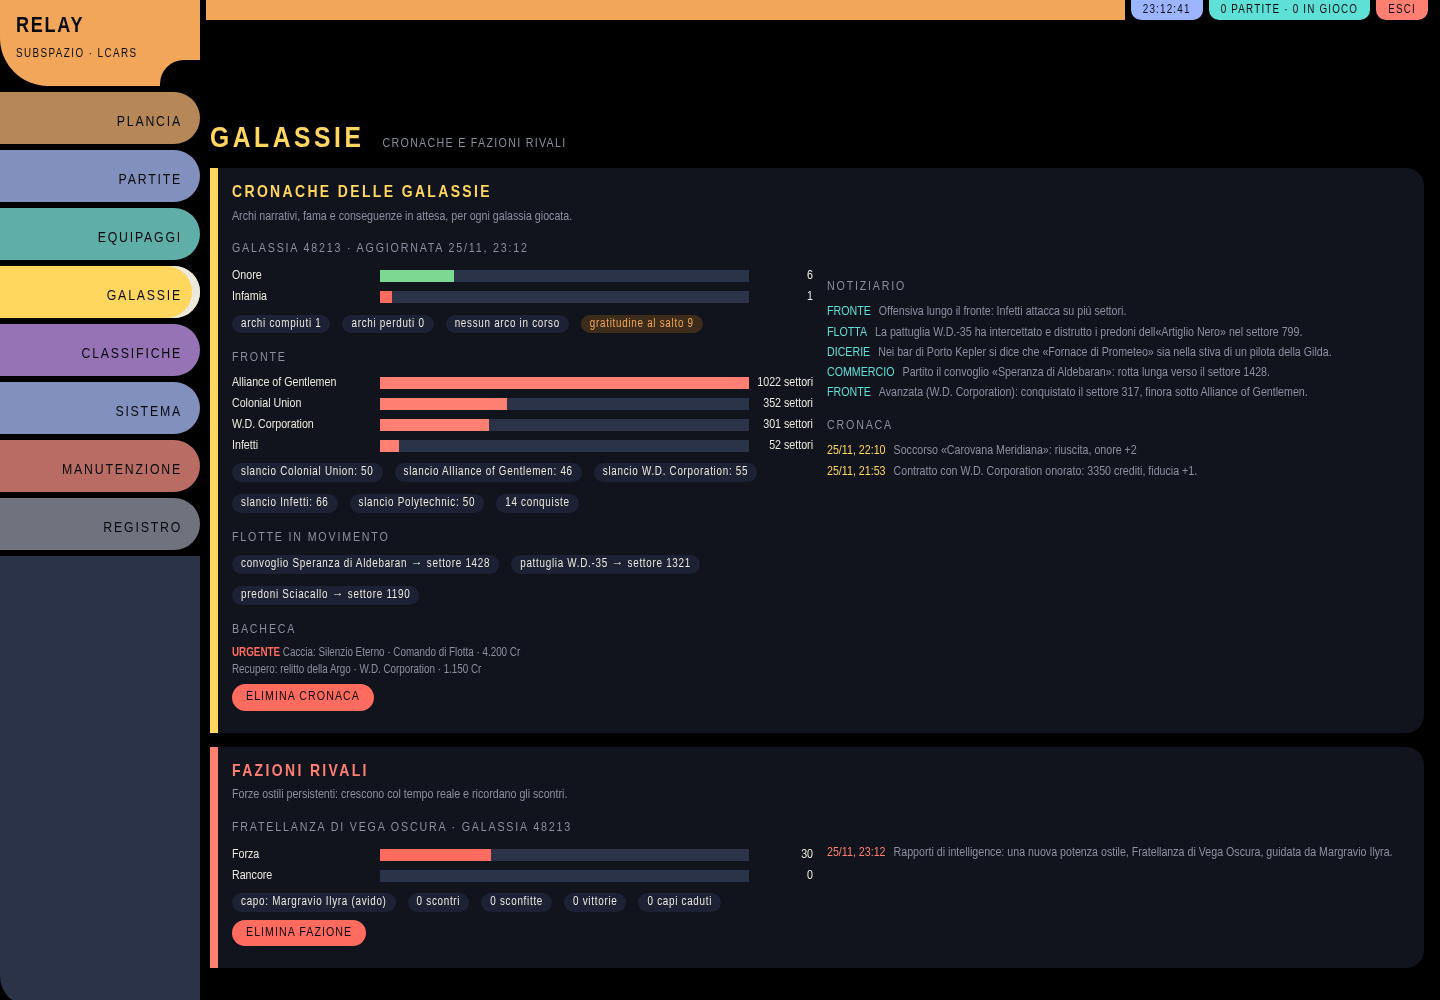 RELAY
SUBSPAZIO · LCARS
23:12:41
0 PARTITE · 0 IN GIOCO
ESCI
PLANCIA
PARTITE
EQUIPAGGI
GALASSIE
CLASSIFICHE
SISTEMA
MANUTENZIONE
REGISTRO
GALASSIE CRONACHE E FAZIONI RIVALI
CRONACHE DELLE GALASSIE
Archi narrativi, fama e conseguenze in attesa, per ogni galassia giocata.
GALASSIA 48213 · AGGIORNATA 25/11, 23:12
Onore 6
Infamia 1
archi compiuti 1 archi perduti 0 nessun arco in corso gratitudine al salto 9
FRONTE
Alliance of Gentlemen 1022 settori
Colonial Union 352 settori
W.D. Corporation 301 settori
Infetti 52 settori
slancio Colonial Union: 50 slancio Alliance of Gentlemen: 46 slancio W.D. Corporation: 55
slancio Infetti: 66 slancio Polytechnic: 50 14 conquiste
FLOTTE IN MOVIMENTO
convoglio Speranza di Aldebaran → settore 1428 pattuglia W.D.-35 → settore 1321
predoni Sciacallo → settore 1190
BACHECA
URGENTE Caccia: Silenzio Eterno · Comando di Flotta · 4.200 Cr
Recupero: relitto della Argo · W.D. Corporation · 1.150 Cr
ELIMINA CRONACA
NOTIZIARIO
FRONTE Offensiva lungo il fronte: Infetti attacca su più settori.
FLOTTA La pattuglia W.D.-35 ha intercettato e distrutto i predoni dell«Artiglio Nero» nel settore 799.
DICERIE Nei bar di Porto Kepler si dice che «Fornace di Prometeo» sia nella stiva di un pilota della Gilda.
COMMERCIO Partito il convoglio «Speranza di Aldebaran»: rotta lunga verso il settore 1428.
FRONTE Avanzata (W.D. Corporation): conquistato il settore 317, finora sotto Alliance of Gentlemen.
CRONACA
25/11, 22:10 Soccorso «Carovana Meridiana»: riuscita, onore +2
25/11, 21:53 Contratto con W.D. Corporation onorato: 3350 crediti, fiducia +1.
FAZIONI RIVALI
Forze ostili persistenti: crescono col tempo reale e ricordano gli scontri.
FRATELLANZA DI VEGA OSCURA · GALASSIA 48213
Forza 30
Rancore 0
capo: Margravio Ilyra (avido) 0 scontri 0 sconfitte 0 vittorie 0 capi caduti
ELIMINA FAZIONE
25/11, 23:12 Rapporti di intelligence: una nuova potenza ostile, Fratellanza di Vega Oscura, guidata da Margravio Ilyra.